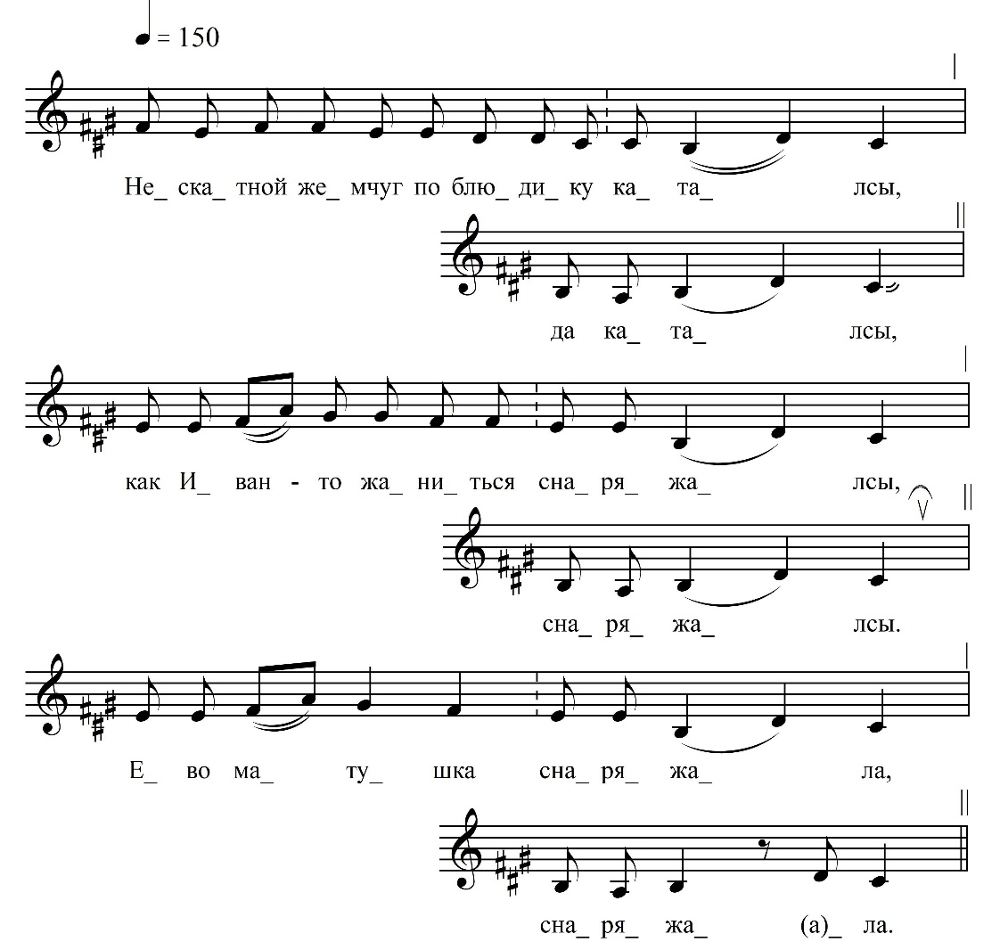 = 150
Не_ ска_ тной же_ мчуг по блю_ ди_ ку ка_ та_ лсы,
да ка_ та_ лсы,
как И_ ван - то жа_ ни_ ться сна_ ря_ жа_ лсы,
сна_ ря_ жа_ лсы.
Е_ во ма_ ту_ шка сна_ ря_ жа_ ла,
сна_ ря_ жа_ (а)_ ла.